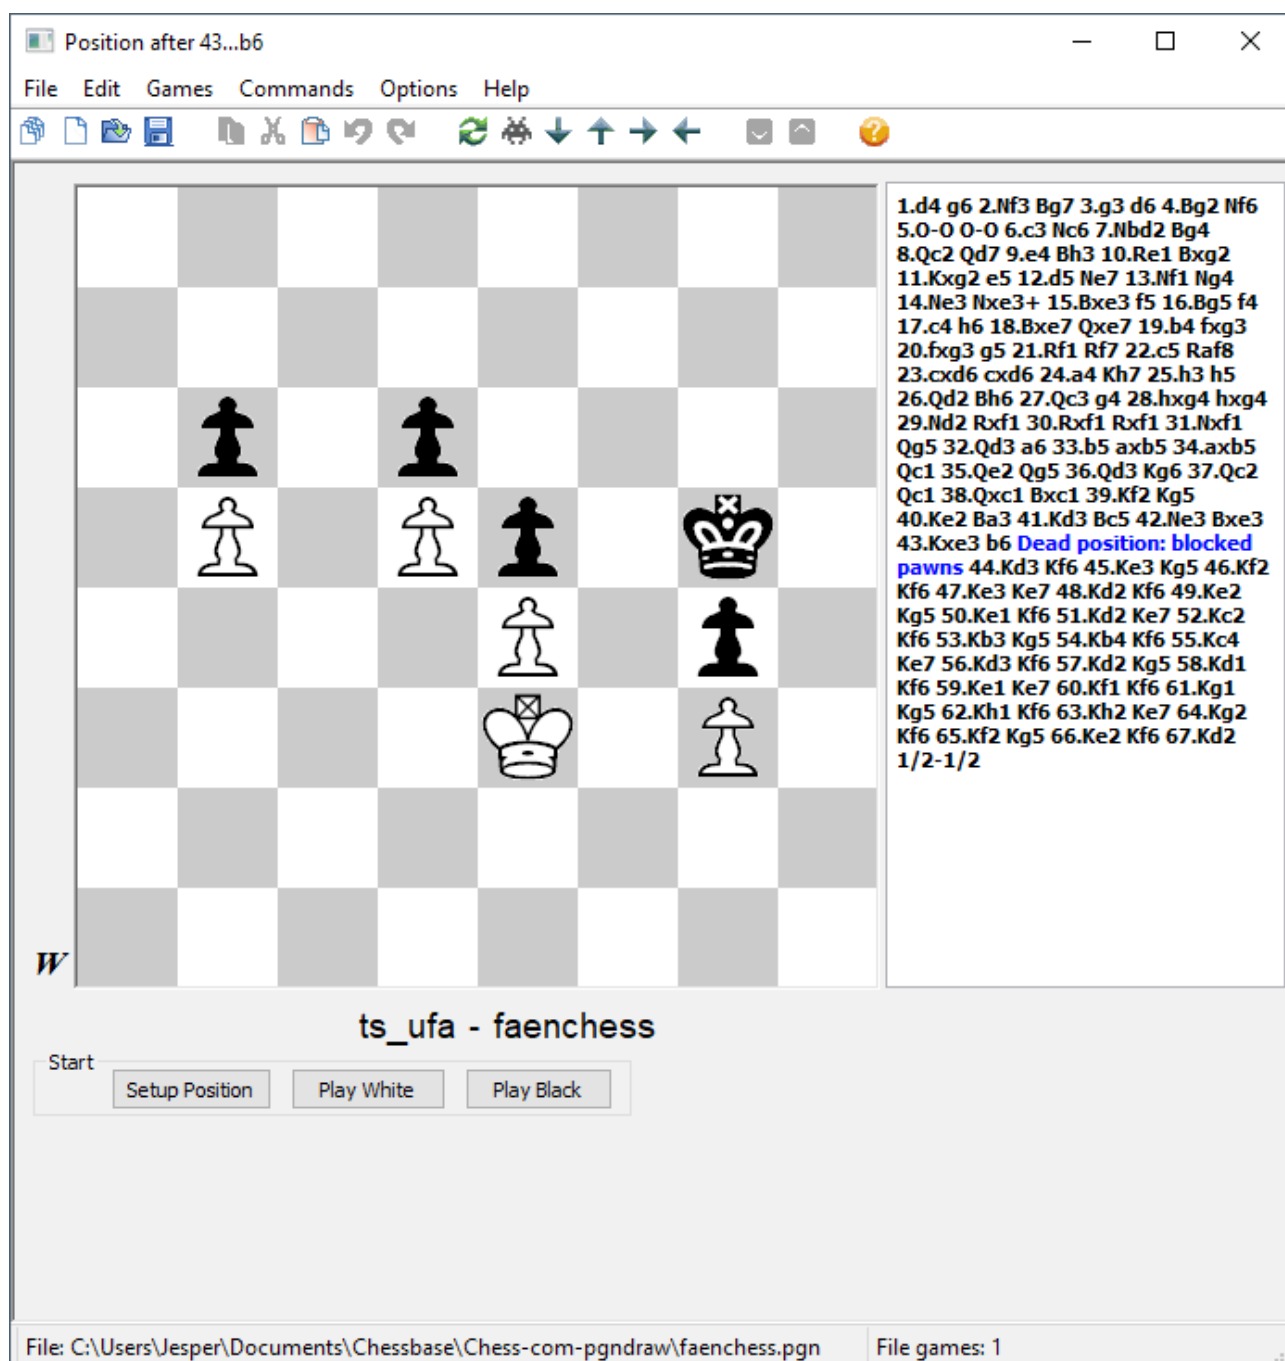 Position after 43...b6
File Edit Games Commands Options Help
1.d4 g6 2.Nf3 Bg7 3.g3 d6 4.Bg2 Nf6
5.O-O O-O 6.c3 Nc6 7.Nbd2 Bg4
8.Qc2 Qd7 9.e4 Bh3 10.Re1 Bxg2
11.Kxg2 e5 12.d5 Ne7 13.Nf1 Ng4
14.Ne3 Nxe3+ 15.Bxe3 f5 16.Bg5 f4
17.c4 h6 18.Bxe7 Qxe7 19.b4 fxg3
20.fxg3 g5 21.Rf1 Rf7 22.c5 Raf8
23.cxd6 cxd6 24.a4 Kh7 25.h3 h5
26.Qd2 Bh6 27.Qc3 g4 28.hxg4 hxg4
29.Nd2 Rxf1 30.Rxf1 Rxf1 31.Nxf1
Qg5 32.Qd3 a6 33.b5 axb5 34.axb5
Qc1 35.Qe2 Qg5 36.Qd3 Kg6 37.Qc2
Qc1 38.Qxc1 Bxc1 39.Kf2 Kg5
40.Ke2 Ba3 41.Kd3 Bc5 42.Ne3 Bxe3
43.Kxe3 b6 Dead position: blocked
pawns 44.Kd3 Kf6 45.Ke3 Kg5 46.Kf2
Kf6 47.Ke3 Ke7 48.Kd2 Kf6 49.Ke2
Kg5 50.Ke1 Kf6 51.Kd2 Ke7 52.Kc2
Kf6 53.Kb3 Kg5 54.Kb4 Kf6 55.Kc4
Ke7 56.Kd3 Kf6 57.Kd2 Kg5 58.Kd1
Kf6 59.Ke1 Ke7 60.Kf1 Kf6 61.Kg1
Kg5 62.Kh1 Kf6 63.Kh2 Ke7 64.Kg2
Kf6 65.Kf2 Kg5 66.Ke2 Kf6 67.Kd2
1/2-1/2
W
ts_ufa - faenchess
Start
Setup Position Play White Play Black
File: C:\Users\Jesper\Documents\Chessbase\Chess-com-pgndraw\faenchess.pgn File games: 1